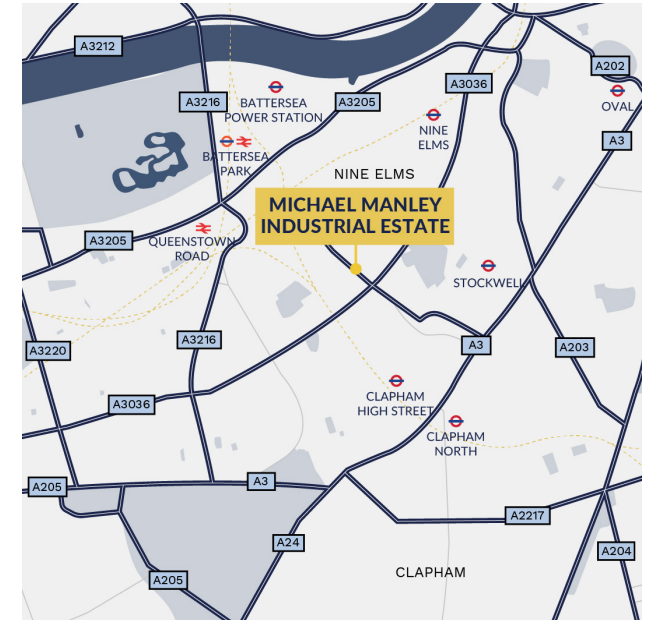 A3212
A202
A3036
A3216
BATTERSEA
POWER STATION
A3205
OVAL
NINE
ELMS
A3
BATTERSEA
PARK
NINE ELMS
MICHAEL MANLEY
INDUSTRIAL ESTATE
A3205
QUEENSTOWN
ROAD
STOCKWELL
A3216
A3
A203
A3220
CLAPHAM
HIGH STREET
A3036
CLAPHAM
NORTH
A205
A3
A2217
A24
A204
CLAPHAM
A205